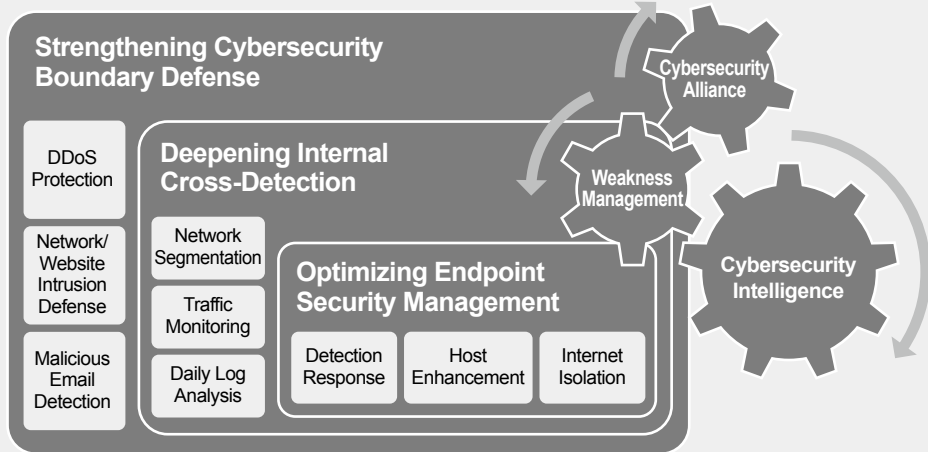 Strengthening Cybersecurity
Boundary Defense
DDoS
Protection
Network/
Website
Intrusion
Defense
Malicious
Email
Detection
Deepening Internal
Cross-Detection
Network
Segmentation
Traffic
Monitoring
Daily Log
Analysis
Optimizing Endpoint
Security Management
Detection
Response
Host
Enhancement
Internet
Isolation
Cybersecurity
Alliance
Weakness
Management
Cybersecurity
Intelligence